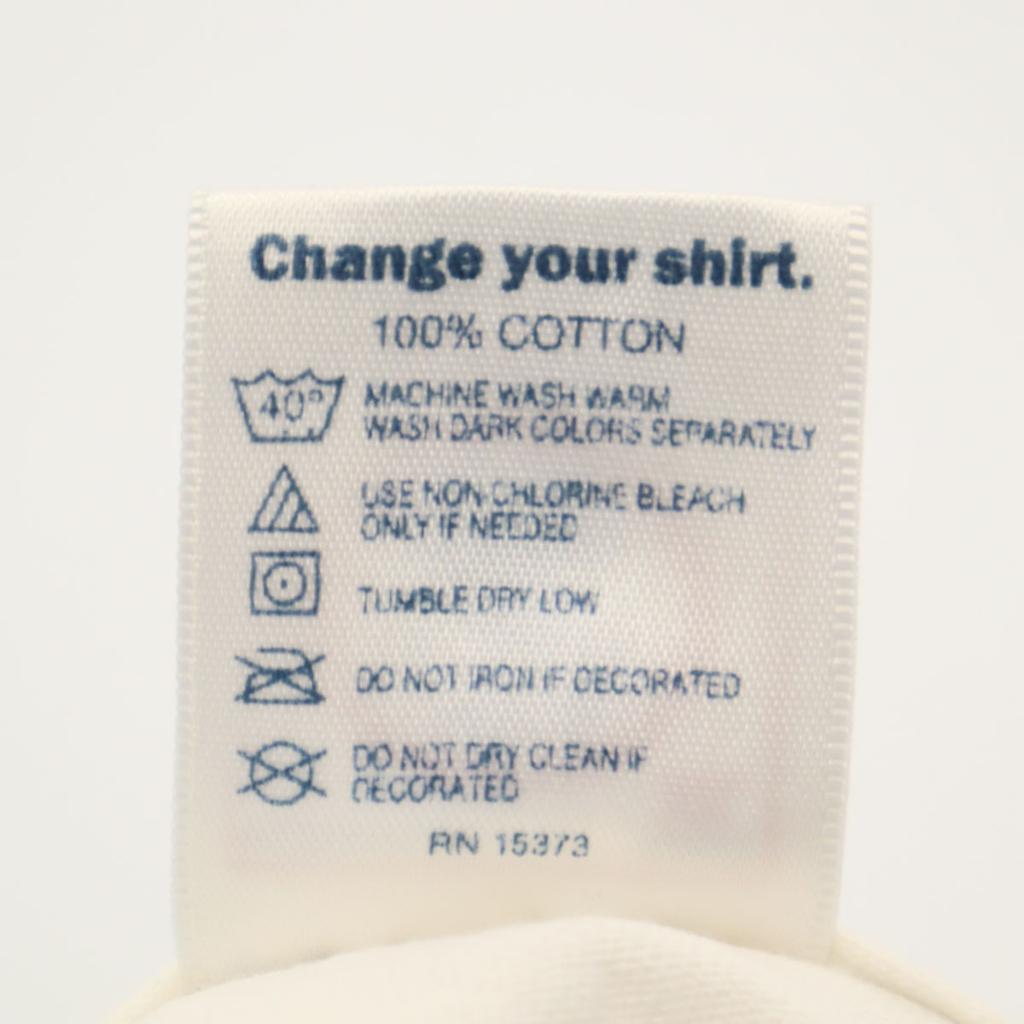 Change your shirt.
100% COTTON
40°
MACHINE WASH WARM
WASH DARK COLORS SEPARATELY
USE NON-CHLORINE BLEACH
ONLY IF NEEDED
TUMBLE DRY LOW
DO NOT IRON IF DECORATED
DO NOT DRY CLEAN IF
DECORATED
RN 15373